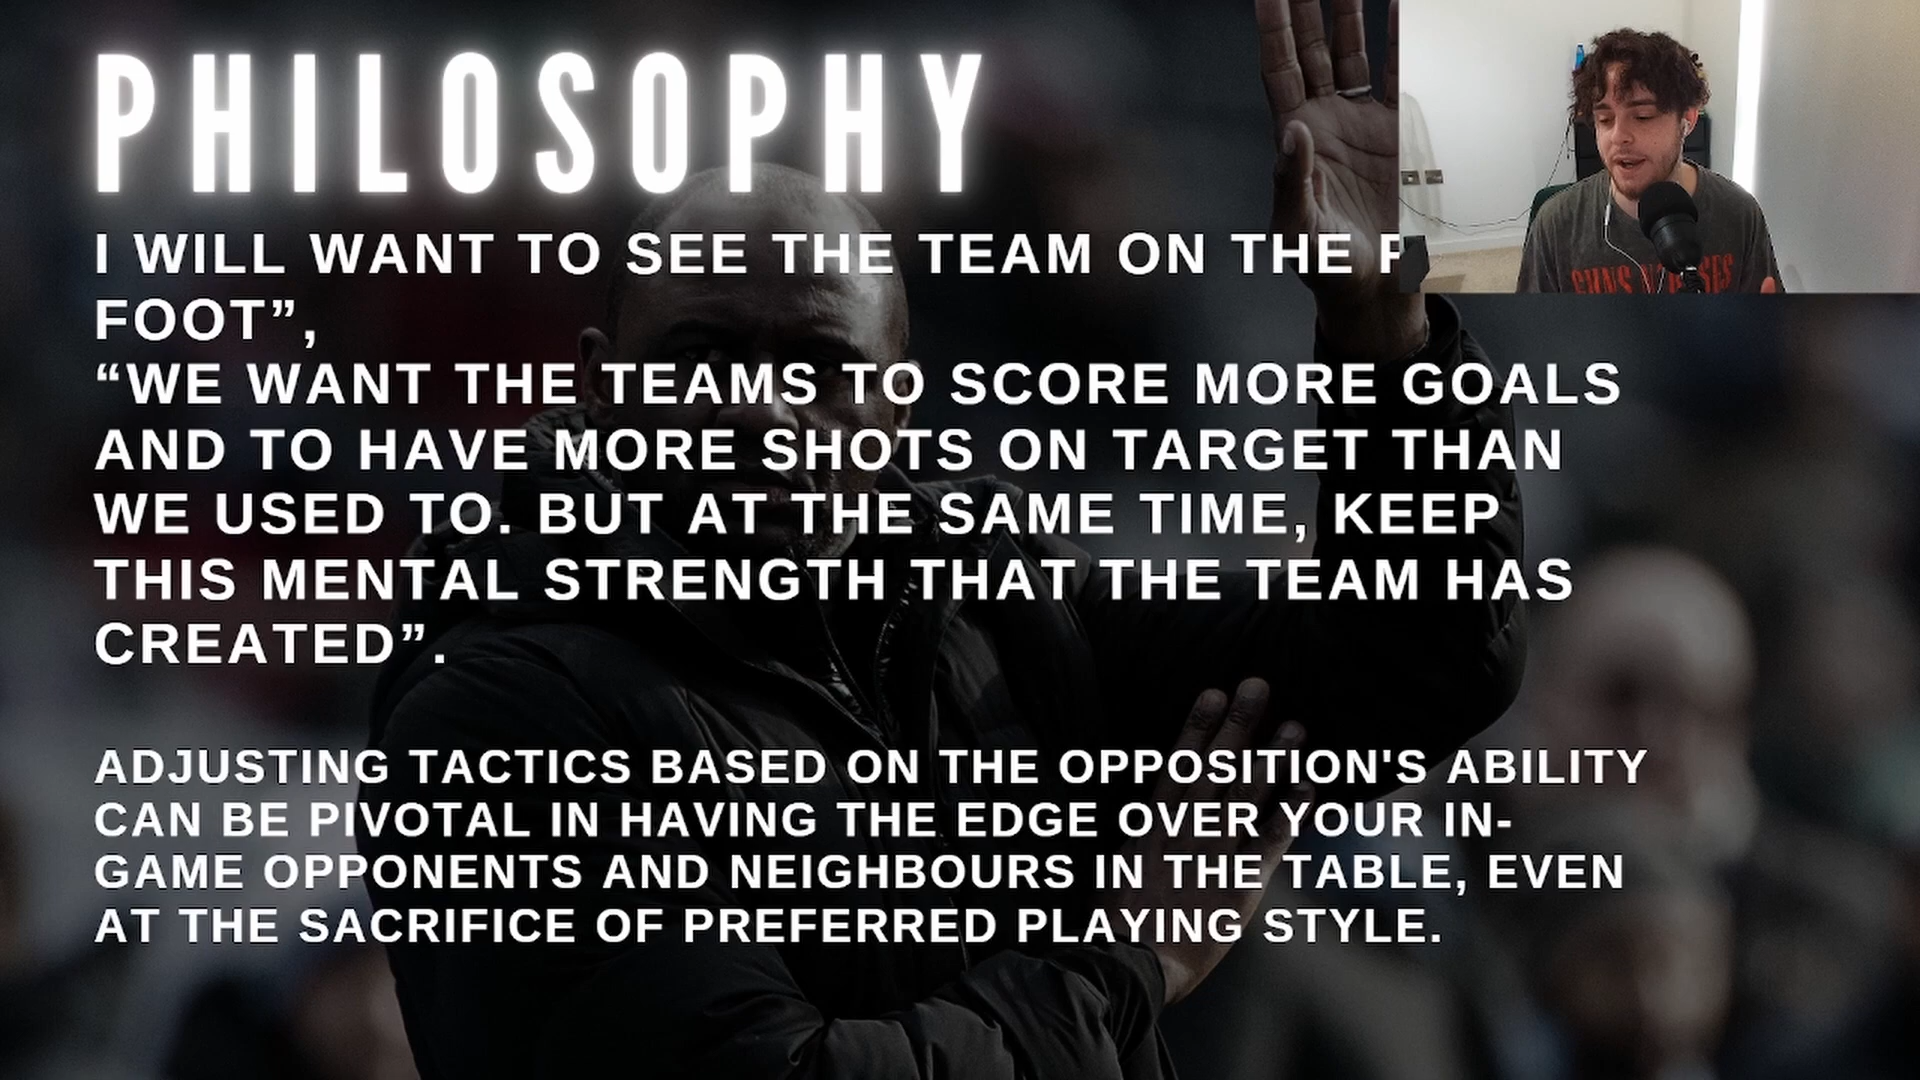 PHILOSOPHY
I WILL WANT TO SEE THE TEAM ON THE
FOOT”,
“WE WANT THE TEAMS TO SCORE MORE GOALS
AND TO HAVE MORE SHOTS ON TARGET THAN
WE USED TO. BUT AT THE SAME TIME, KEEP
THIS MENTAL STRENGTH THAT THE TEAM HAS
CREATED”.
ADJUSTING TACTICS BASED ON THE OPPOSITION'S ABILITY
CAN BE PIVOTAL IN HAVING THE EDGE OVER YOUR IN-
GAME OPPONENTS AND NEIGHBOURS IN THE TABLE, EVEN
AT THE SACRIFICE OF PREFERRED PLAYING STYLE.